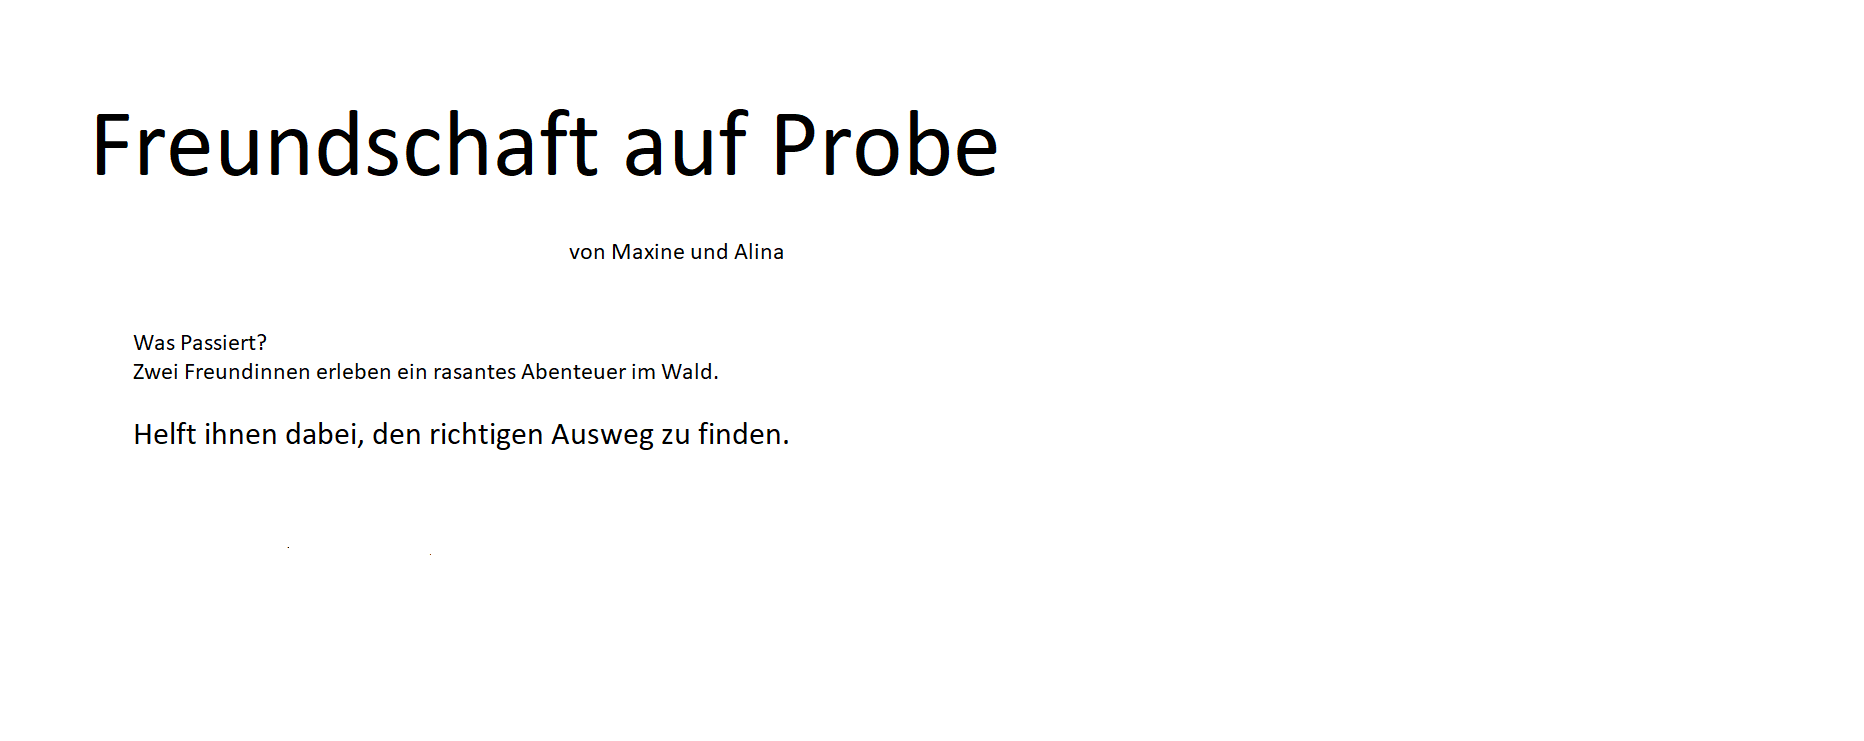 Freundschaft auf Probe
von Maxine und Alina
Was Passiert?
Zwei Freundinnen erleben ein rasantes Abenteuer im Wald.
Helft ihnen dabei, den richtigen Ausweg zu finden.